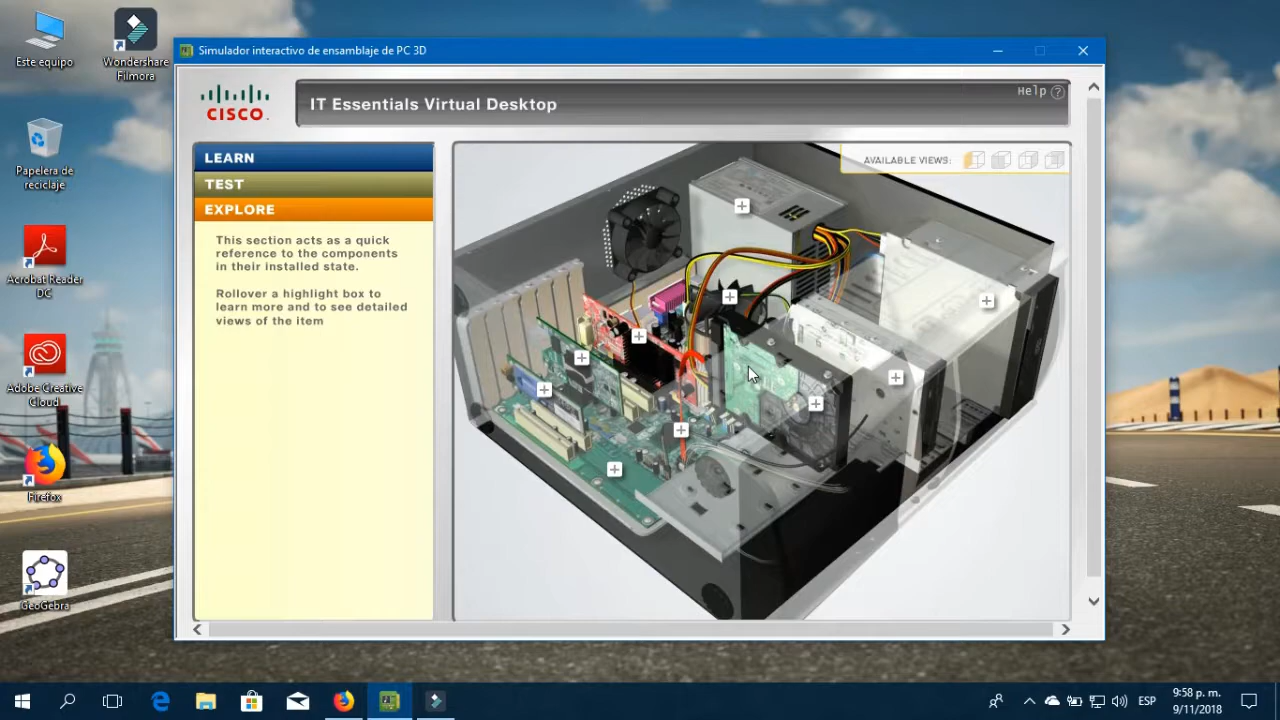 Este equipo
Wondershare
Filmora
Papelera de
reciclaje
Acrobat Reader
DC
Adobe Creative
Cloud
Firefox
GeoGebra
Simulador interactivo de ensamblaje de PC 3D
CISCO
IT Essentials Virtual Desktop
Help ?
LEARN
TEST
EXPLORE
This section acts as a quick
reference to the components
in their installed state.
Rollover a highlight box to
learn more and to see detailed
views of the item
AVAILABLE VIEWS:
ESP
9:58 p. m.
9/11/2018